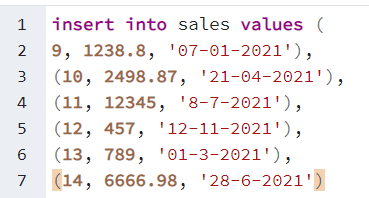 1 insert into sales values (
2 9, 1238.8, '07-01-2021'),
3 (10, 2498.87, '21-04-2021'),
4 (11, 12345, '8-7-2021'),
5 (12, 457, '12-11-2021'),
6 (13, 789, '01-3-2021'),
7 (14, 6666.98, '28-6-2021')